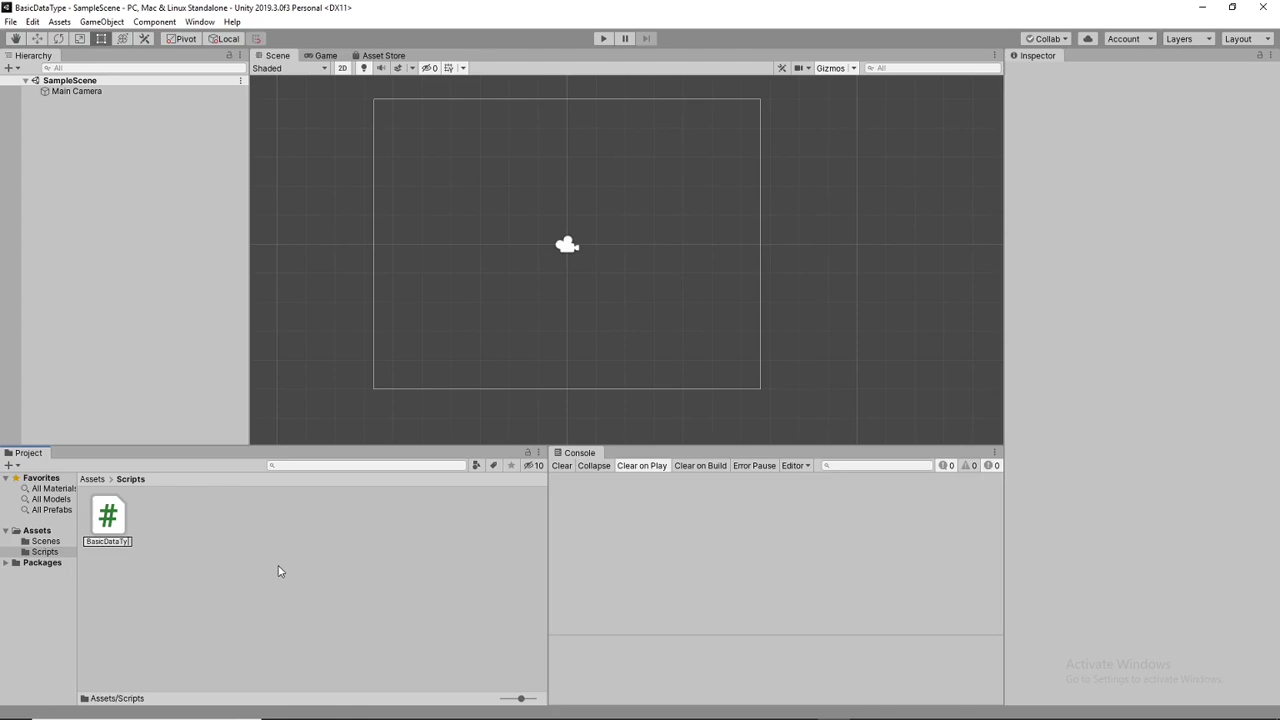 BasicDataType - SampleScene - PC, Mac & Linux Standalone - Unity 2019.3.0f3 Personal <DX11>
File Edit Assets GameObject Component Window Help
Pivot Local Collab Account Layers Layout
Hierarchy
All
SampleScene
Main Camera
Scene Game Asset Store
Shaded 2D 0 Gizmos All
Inspector
Project
10
Favorites
All Materials
All Models
All Prefabs
Assets
Scenes
Scripts
Packages
Assets > Scripts
#
BasicDataTy
Assets/Scripts
Console
Clear Collapse Clear on Play Clear on Build Error Pause Editor 0 0 0
Activate Windows
Go to Settings to activate Windows.